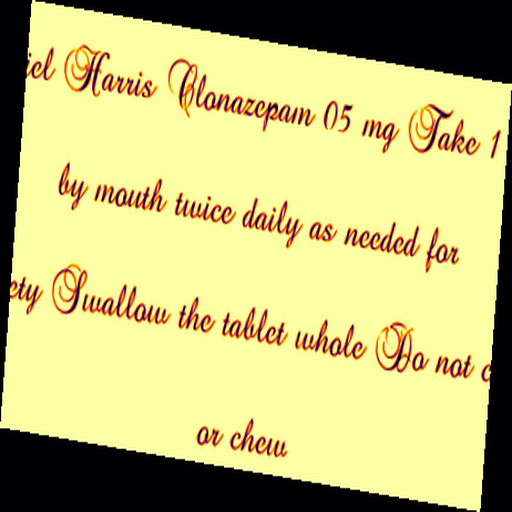 Harris Clonazepam 05 mg Take 1
by mouth twice daily as needed for
Swallow the tablet whole Do not
or chew